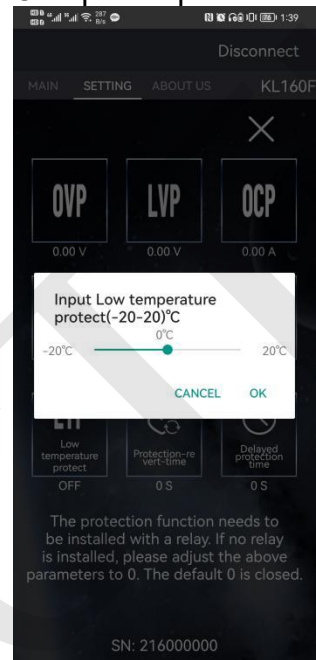 287
B/s
1:39
Disconnect
MAIN SETTING ABOUT US KL160F
OVP LVP OCP
0.00 V 0.00 V 0.00 A
Input Low temperature
protect(-20-20)°C
0°C
-20°C 20°C
CANCEL OK
Low
temperature
protect
Protection-re
vert-time
Delayed
protection
time
OFF 0 S 0 S
The protection function needs to
be installed with a relay. If no relay
is installed, please adjust the above
parameters to 0. The default 0 is closed.
SN: 216000000